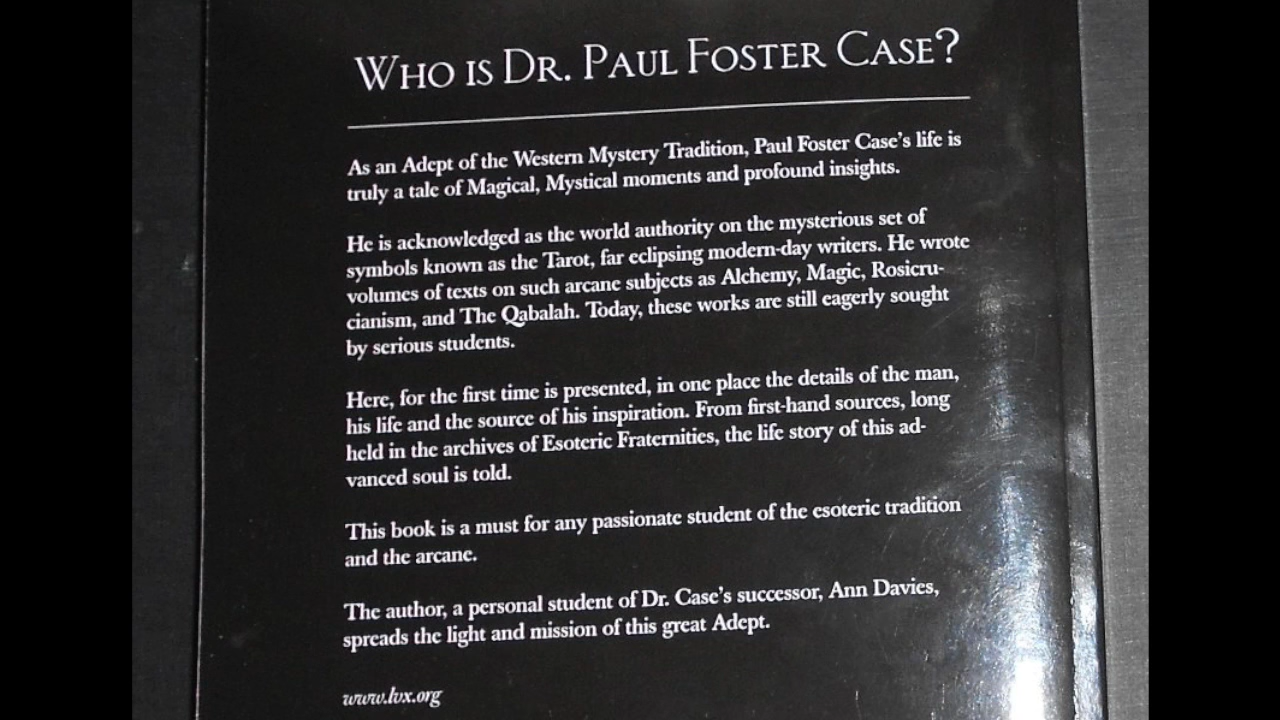 WHO IS DR. PAUL FOSTER CASE?
As an Adept of the Western Mystery Tradition, Paul Foster Case's life is
truly a tale of Magical, Mystical moments and profound insights.
He is acknowledged as the world authority on the mysterious set of
symbols known as the Tarot, far eclipsing modern-day writers. He wrote
volumes of texts on such arcane subjects as Alchemy, Magic, Rosicru-
cianism, and The Qabalah. Today, these works are still eagerly sought
by serious students.
Here, for the first time is presented, in one place the details of the man,
his life and the source of his inspiration. From first-hand sources, long
held in the archives of Esoteric Fraternities, the life story of this ad-
vanced soul is told.
This book is a must for any passionate student of the esoteric tradition
and the arcane.
The author, a personal student of Dr. Case's successor, Ann Davies,
spreads the light and mission of this great Adept.
www.lvx.org